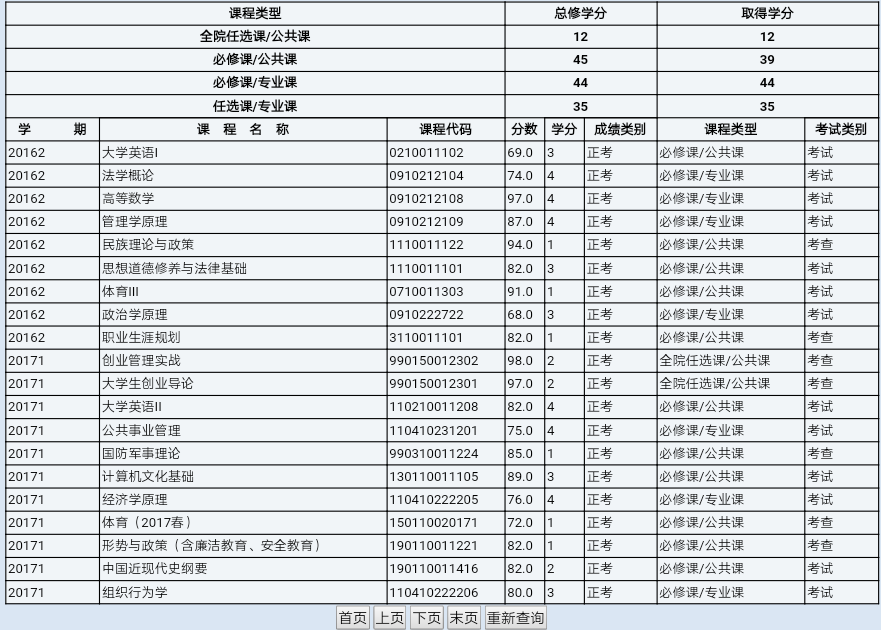 课程类型 总修学分 取得学分
全院任选课/公共课 12 12
必修课/公共课 45 39
必修课/专业课 44 44
任选课/专业课 35 35
学 期 课 程 名 称 课程代码 分数 学分 成绩类别 课程类型 考试类别
20162 大学英语I 0210011102 69.0 3 正考 必修课/公共课 考试
20162 法学概论 0910212104 74.0 4 正考 必修课/专业课 考试
20162 高等数学 0910212108 97.0 4 正考 必修课/专业课 考试
20162 管理学原理 0910212109 87.0 4 正考 必修课/专业课 考试
20162 民族理论与政策 1110011122 94.0 1 正考 必修课/公共课 考查
20162 思想道德修养与法律基础 1110011101 82.0 3 正考 必修课/公共课 考试
20162 体育III 0710011303 91.0 1 正考 必修课/公共课 考试
20162 政治学原理 0910222722 68.0 3 正考 必修课/专业课 考试
20162 职业生涯规划 3110011101 82.0 1 正考 必修课/公共课 考查
20171 创业管理实战 990150012302 98.0 2 正考 全院任选课/公共课 考查
20171 大学生创业导论 990150012301 97.0 2 正考 全院任选课/公共课 考查
20171 大学英语II 110210011208 82.0 4 正考 必修课/公共课 考试
20171 公共事业管理 110410231201 75.0 4 正考 必修课/专业课 考试
20171 国防军事理论 990310011224 85.0 1 正考 必修课/公共课 考查
20171 计算机文化基础 130110011105 89.0 3 正考 必修课/公共课 考试
20171 经济学原理 110410222205 76.0 4 正考 必修课/专业课 考试
20171 体育（2017春） 150110020171 72.0 1 正考 必修课/公共课 考查
20171 形势与政策（含廉洁教育、安全教育） 190110011221 82.0 1 正考 必修课/公共课 考查
20171 中国近现代史纲要 190110011416 82.0 2 正考 必修课/公共课 考试
20171 组织行为学 110410222206 80.0 3 正考 必修课/专业课 考试
首页 上页 下页 末页 重新查询